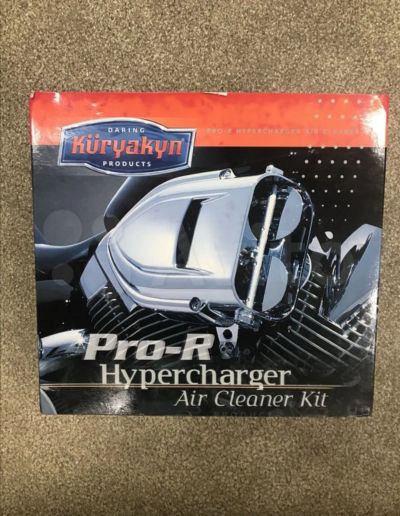 DARING
Küryakyn
PRODUCTS
PRO-R HYPERCHARGER AIR CLEANER
Pro-R
Hypercharger
Air Cleaner Kit